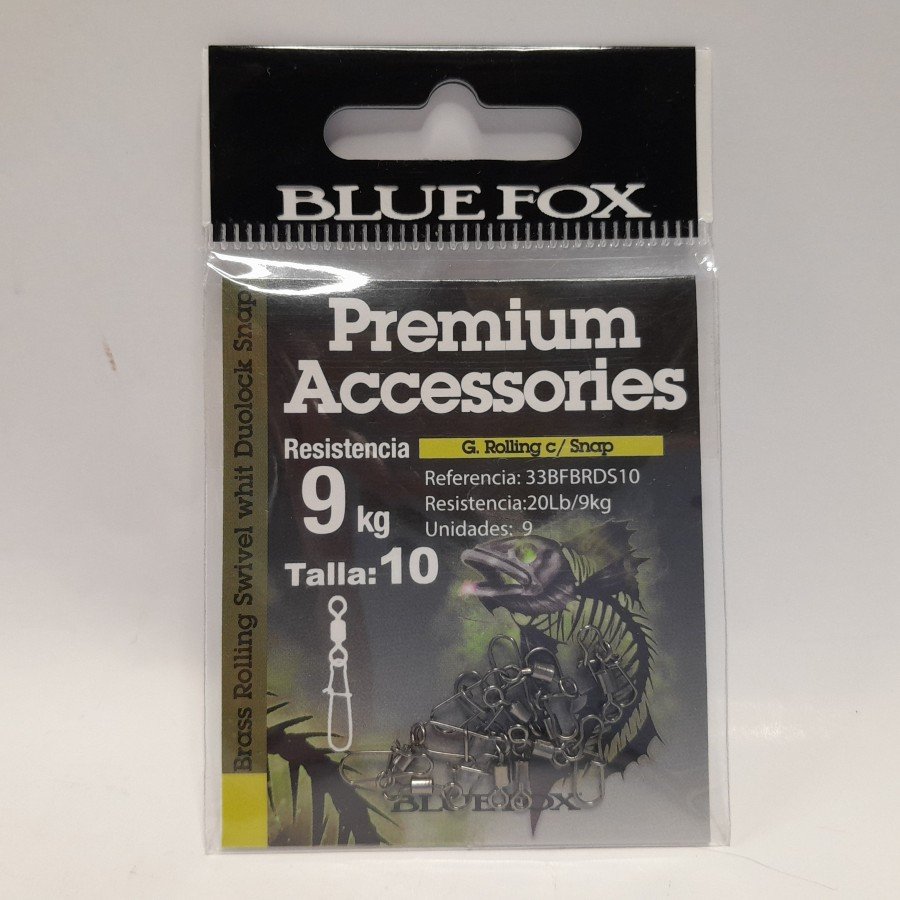 BLUE FOX
Premium
Accessories
Resistencia
9 kg
Talla:10
G. Rolling c/ Snap
Referencia: 33BFBRDS10
Resistencia:20Lb/9kg
Unidades: 9
Brass Rolling Swivel whit Duolock Snap
BLUE FOX